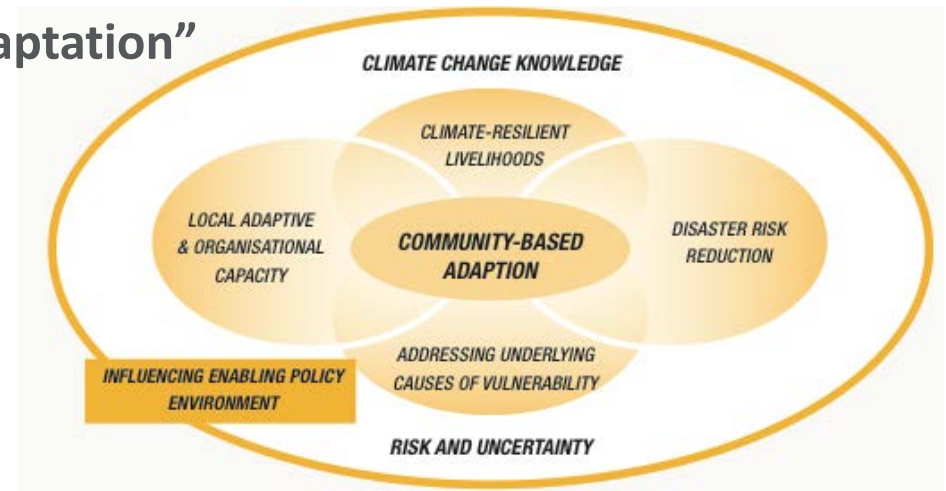 aptation”
CLIMATE CHANGE KNOWLEDGE
CLIMATE-RESILIENT
LIVELIHOODS
LOCAL ADAPTIVE
& ORGANISATIONAL
CAPACITY
COMMUNITY-BASED
ADAPTION
DISASTER RISK
REDUCTION
ADDRESSING UNDERLYING
CAUSES OF VULNERABILITY
INFLUENCING ENABLING POLICY
ENVIRONMENT
RISK AND UNCERTAINTY